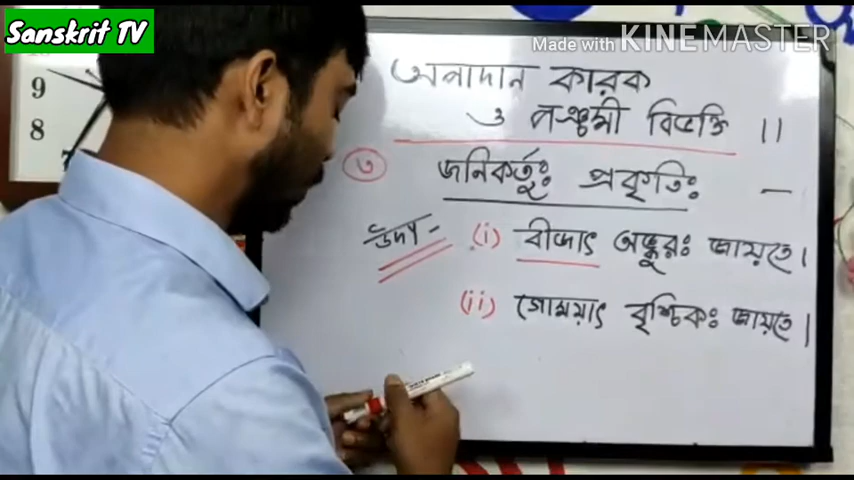 Sanskrit TV
Made with KINEMASTER
9
8
7
অপাদান কারক
ও পঞ্চমী বিভক্তি ।।
৩ জনিকর্তুঃ প্রকৃতিঃ —
উদা - (i) বীজাৎ অঙ্কুরঃ জায়তে।
(ii) গোময়াৎ বৃশ্চিকঃ জায়তে।